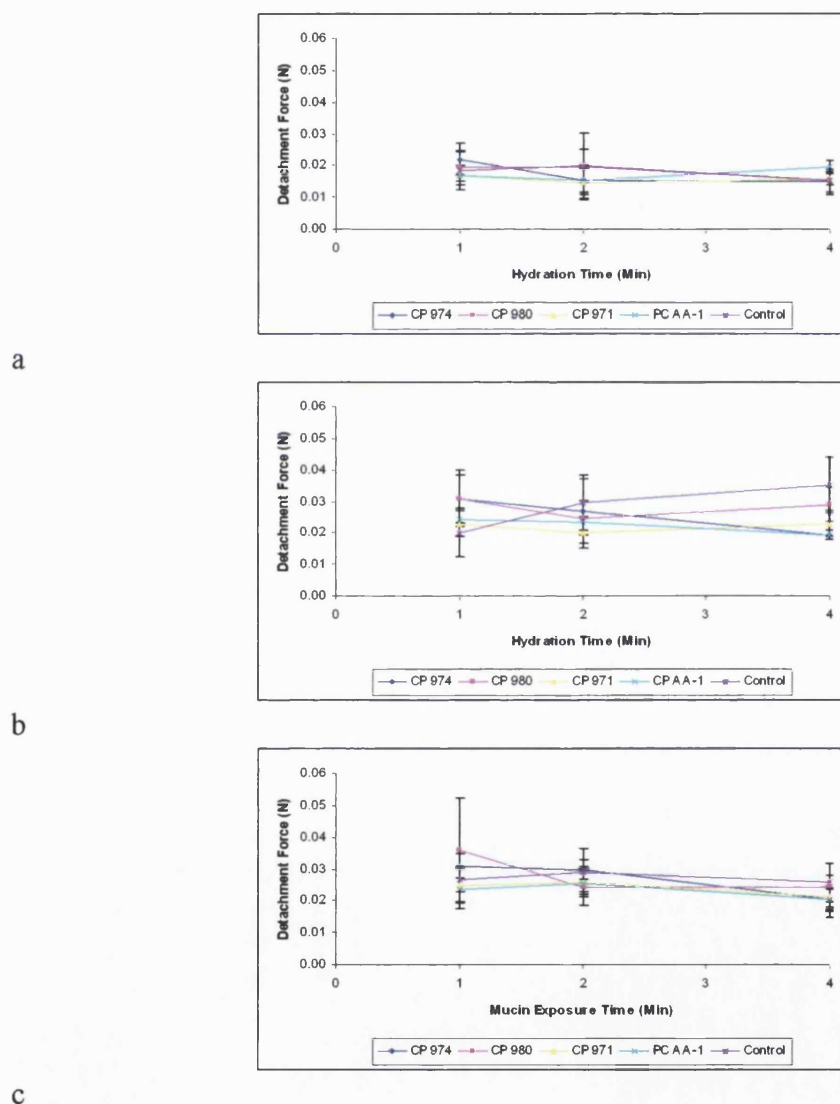 0.06
0.05
0.04
0.03
0.02
0.01
0.00
Detachment Force (N)
0 1 2 3 4
Hydration Time (Min)
CP 974 CP 980 CP 971 PC AA-1 Control
a
0.06
0.05
0.04
0.03
0.02
0.01
0.00
Detachment Force (N)
0 1 2 3 4
Hydration Time (Min)
CP 974 CP 980 CP 971 CP AA-1 Control
b
0.06
0.05
0.04
0.03
0.02
0.01
0.00
Detachment Force (N)
0 1 2 3 4
Mucin Exposure Time (Min)
CP 974 CP 980 CP 971 PC AA-1 Control
c